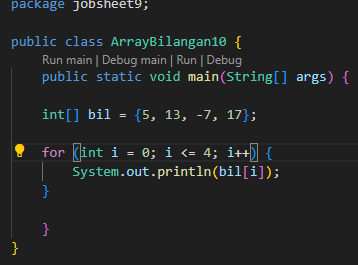 package jobsheet9;
public class ArrayBilangan10 {
Run main | Debug main | Run | Debug
public static void main(String[] args) {
int[] bil = {5, 13, -7, 17};
for (int i = 0; i <= 4; i++) {
System.out.println(bil[i]);
}
}
}